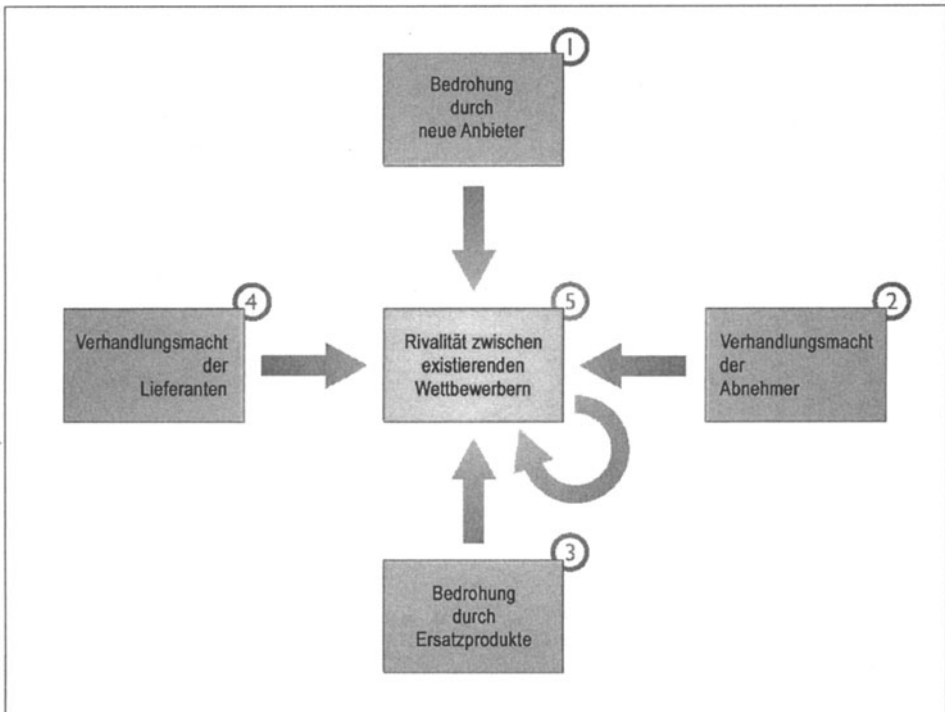 1
Bedrohung
durch
neue Anbieter
4
Verhandlungsmacht
der
Lieferanten
5
Rivalität zwischen
existierenden
Wettbewerbern
2
Verhandlungsmacht
der
Abnehmer
3
Bedrohung
durch
Ersatzprodukte